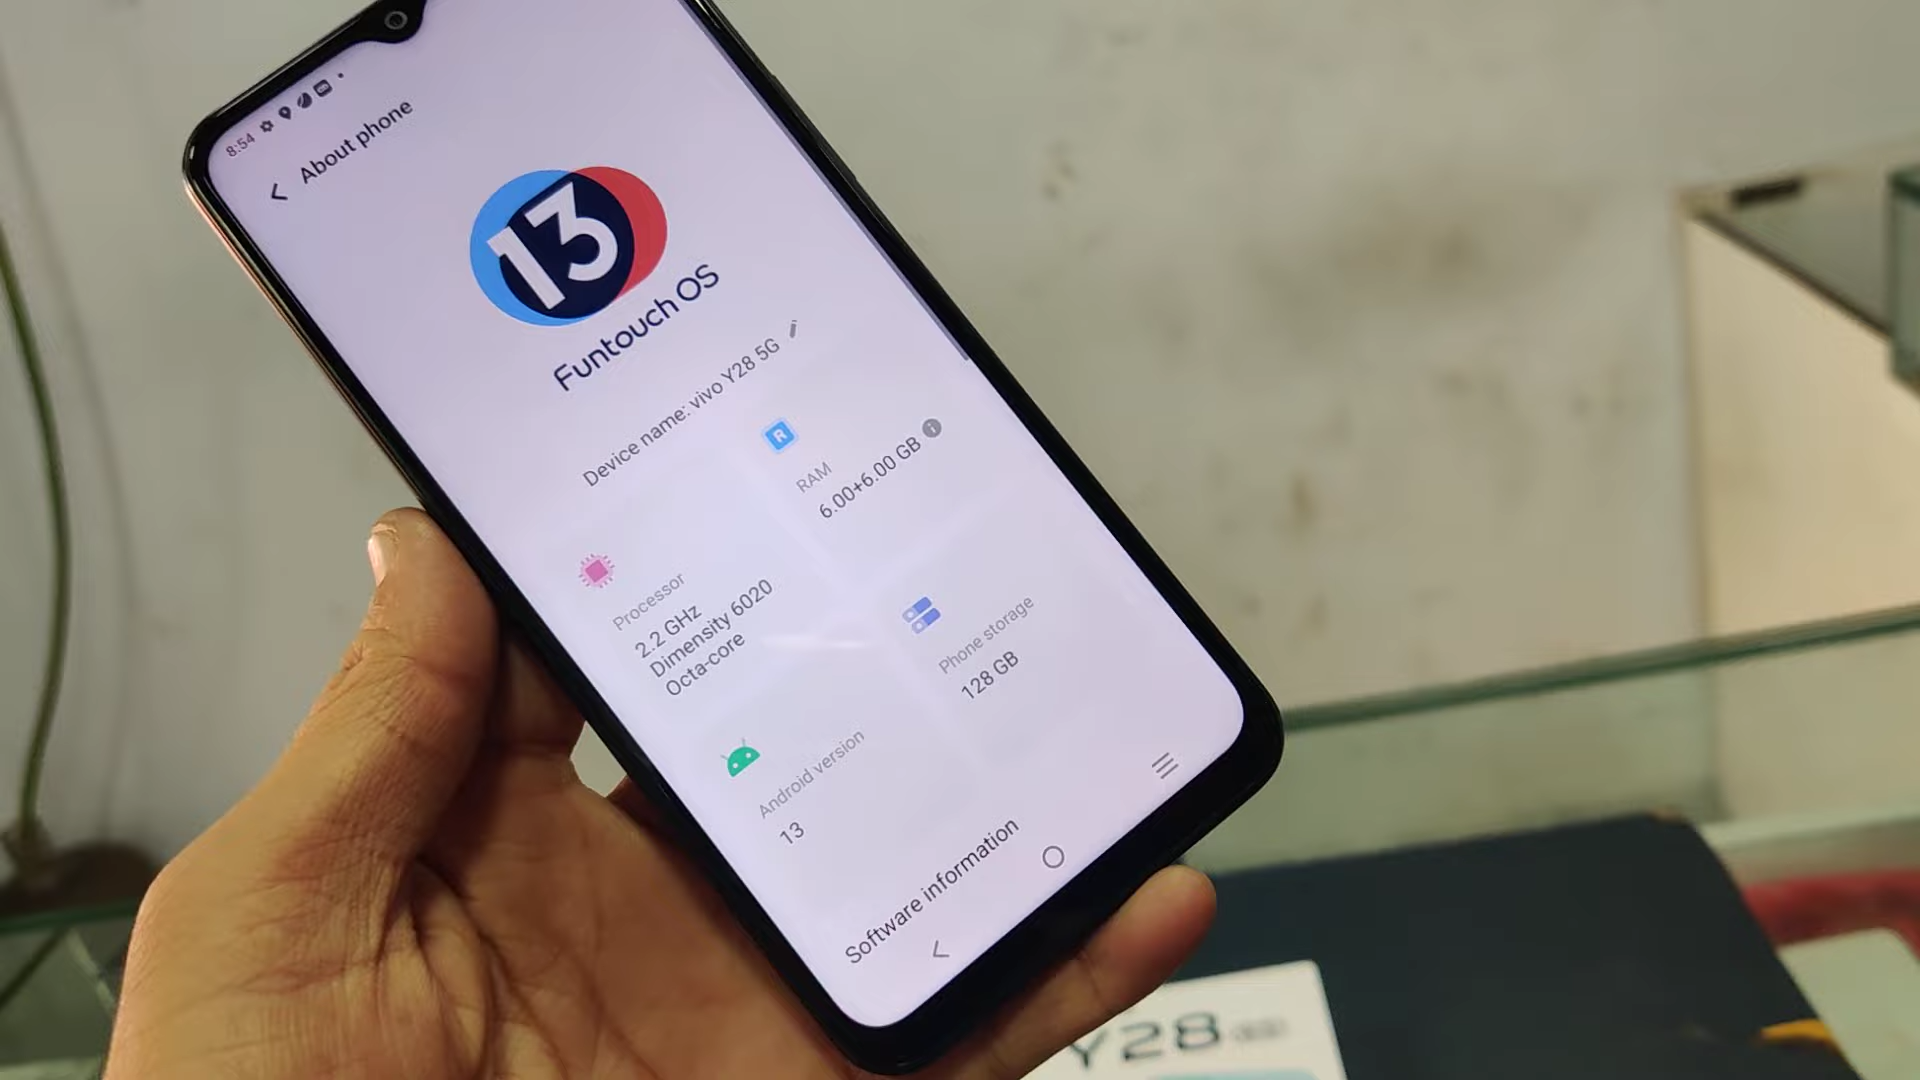 8:54
About phone
13
Funtouch OS
Device name: vivo Y28 5G
R
RAM
6.00+6.00 GB
Processor
2.2 GHz
Dimensity 6020
Octa-core
Phone storage
128 GB
Android version
13
Software information
Y28